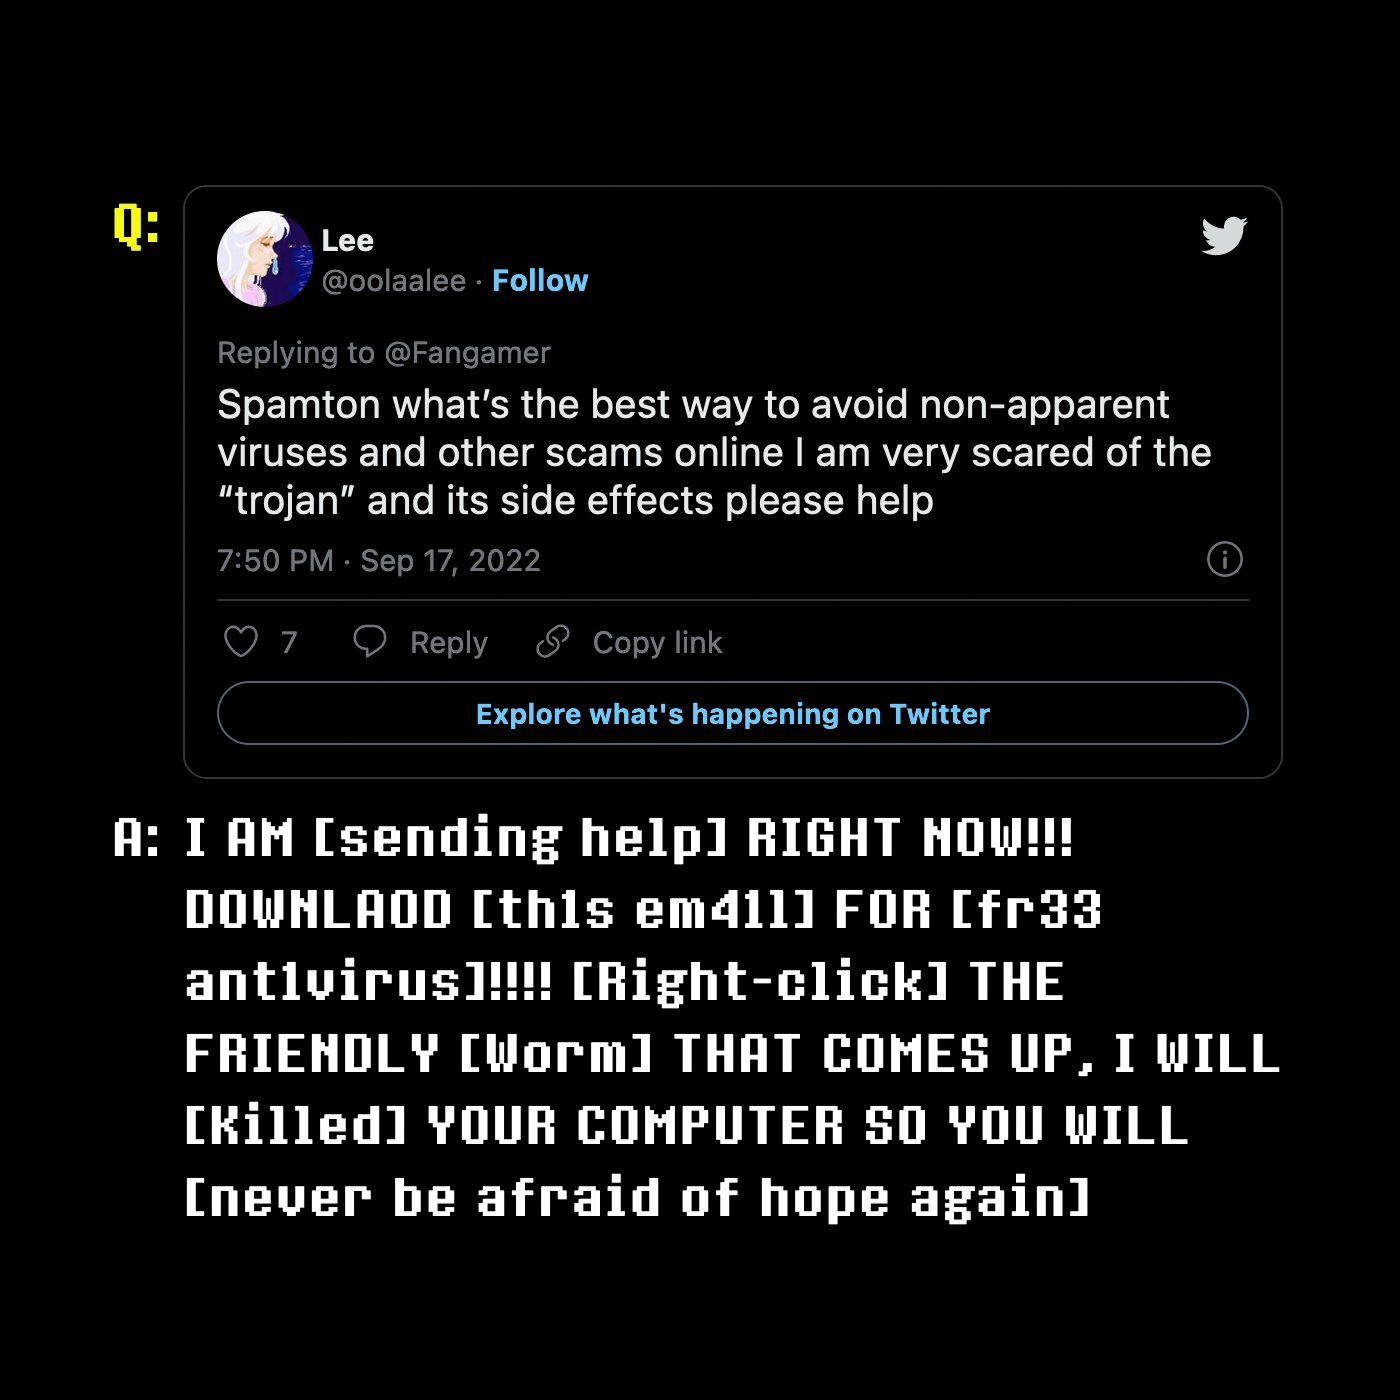 Q:
Lee
@oolaalee · Follow
Replying to @Fangamer
Spamton what’s the best way to avoid non-apparent
viruses and other scams online I am very scared of the
“trojan” and its side effects please help
7:50 PM · Sep 17, 2022
7 Reply Copy link
Explore what's happening on Twitter
A: I AM [sending help] RIGHT NOW!!!
DOWNLAOD [th1s em41l] FOR [fr33
ant1virus]!!!! [Right-click] THE
FRIENDLY [Worm] THAT COMES UP, I WILL
[Killed] YOUR COMPUTER SO YOU WILL
[never be afraid of hope again]